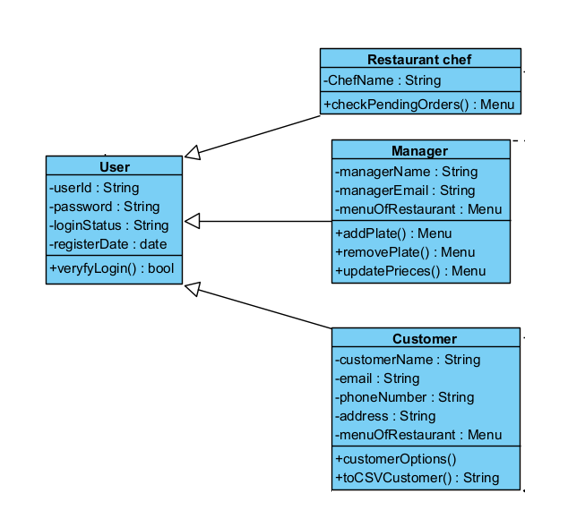 Restaurant chef
-ChefName : String
+checkPendingOrders() : Menu
Manager
-managerName : String
-managerEmail : String
-menuOfRestaurant : Menu
+addPlate() : Menu
+removePlate() : Menu
+updatePrieces() : Menu
User
-userId : String
-password : String
-loginStatus : String
-registerDate : date
+veryfyLogin() : bool
Customer
-customerName : String
-email : String
-phoneNumber : String
-address : String
-menuOfRestaurant : Menu
+customerOptions()
+toCSVCustomer() : String